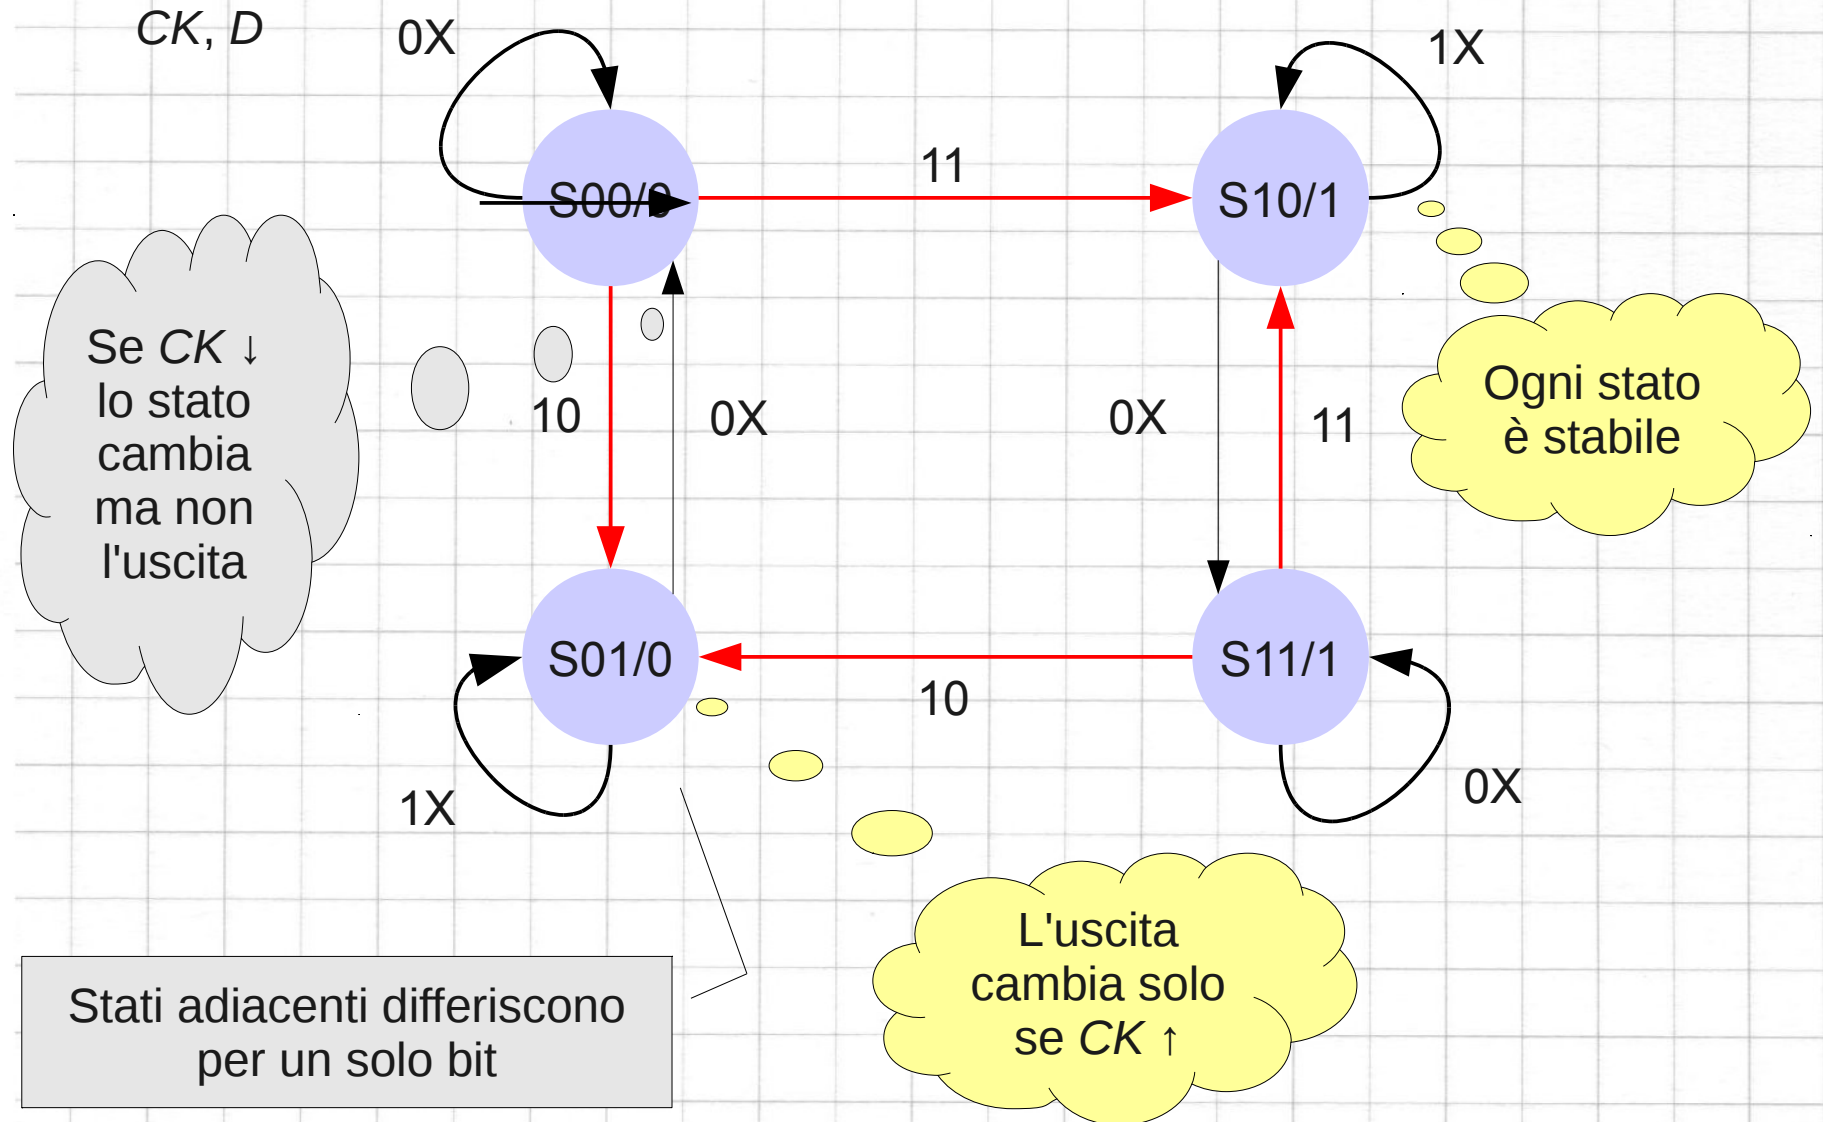 CK, D
0X
1X
11
S00/0
S10/1
Se CK ↓
lo stato
cambia
ma non
l'uscita
10
0X
0X
11
Ogni stato
è stabile
S01/0
S11/1
10
1X
0X
L'uscita
cambia solo
se CK ↑
Stati adiacenti differiscono
per un solo bit